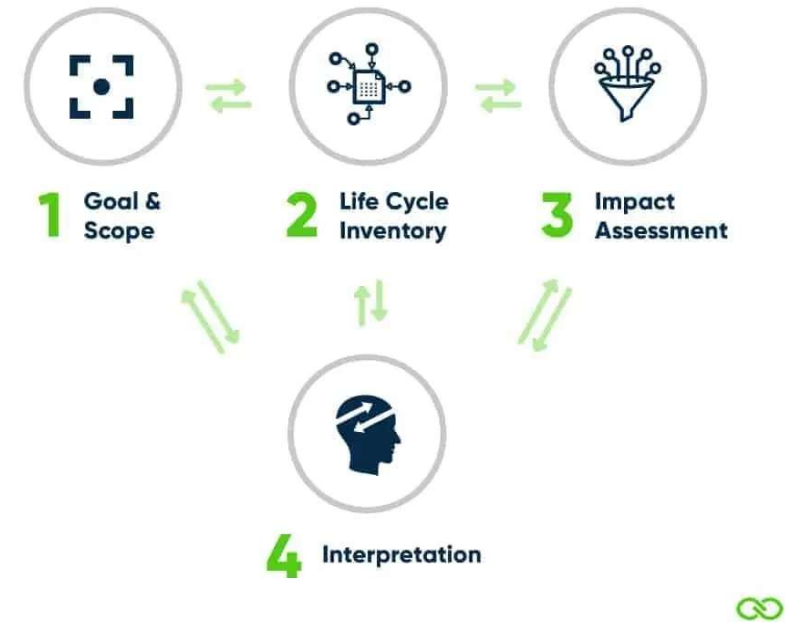 1 Goal &
Scope
2 Life Cycle
Inventory
3 Impact
Assessment
4 Interpretation